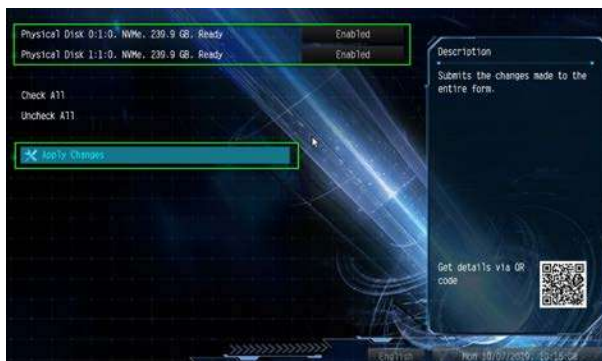 Physical Disk 0:1:0, NVMe, 239.9 GB, Ready Enabled
Physical Disk 1:1:0, NVMe, 239.9 GB, Ready Enabled
Check All
Uncheck All
Apply Changes
Description
Submits the changes made to the
entire form.
Get details via QR
code
English